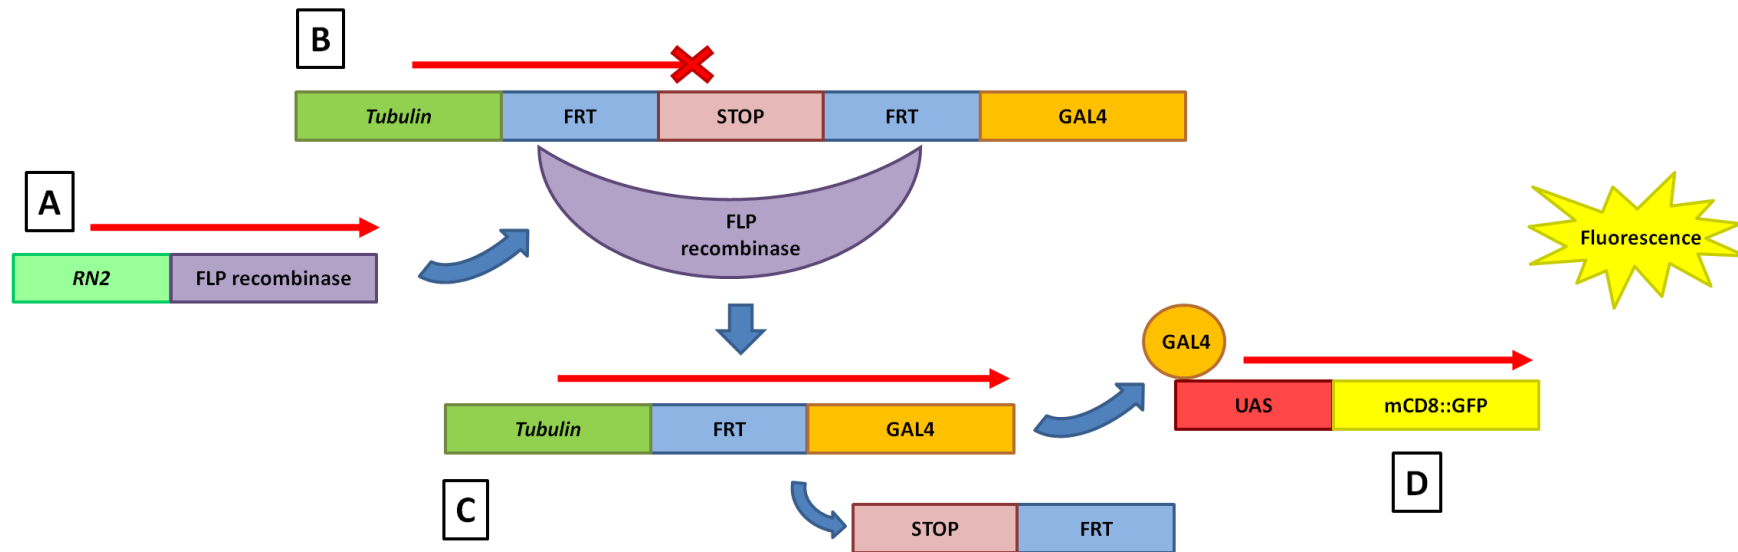 B
Tubulin FRT STOP FRT GAL4
A
FLP
recombinase
Fluorescence
RN2 FLP recombinase
GAL4
UAS mCD8::GFP
Tubulin FRT GAL4
D
C
STOP FRT